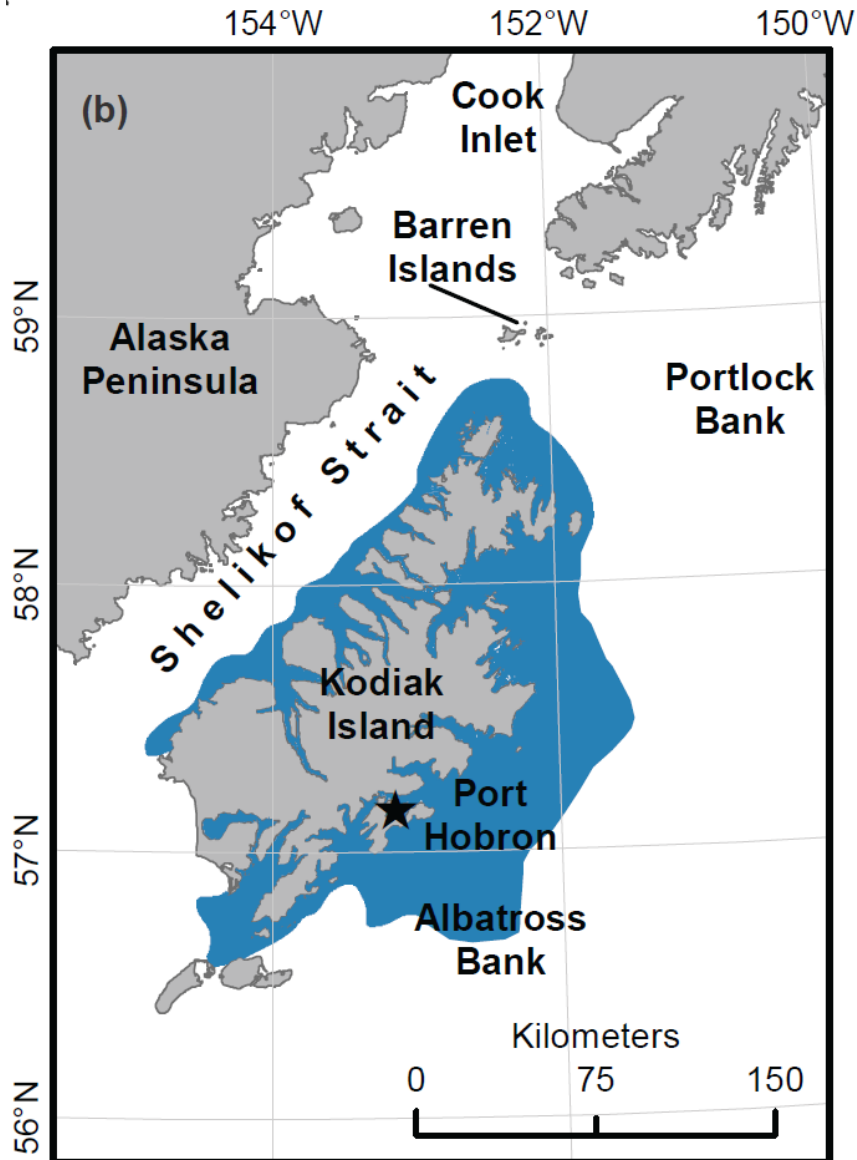 154°W 152°W 150°W
(b)
Cook
Inlet
Barren
Islands
59°N
Alaska
Peninsula
Portlock
Bank
Shelikof Strait
58°N
Kodiak
Island
57°N
Port
Hobron
Albatross
Bank
Kilometers
0 75 150
56°N